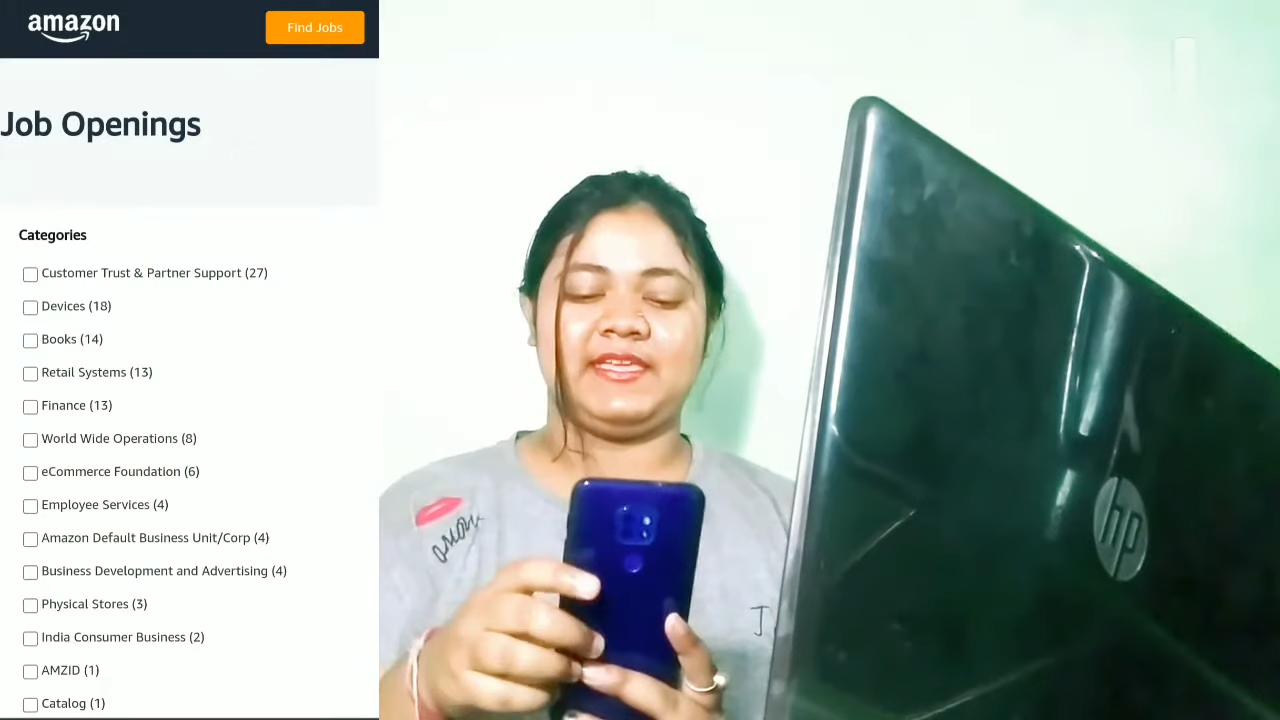 amazon
Find Jobs
Job Openings
Categories
Customer Trust & Partner Support (27)
Devices (18)
Books (14)
Retail Systems (13)
Finance (13)
World Wide Operations (8)
eCommerce Foundation (6)
Employee Services (4)
Amazon Default Business Unit/Corp (4)
Business Development and Advertising (4)
Physical Stores (3)
India Consumer Business (2)
AMZID (1)
Catalog (1)
hp